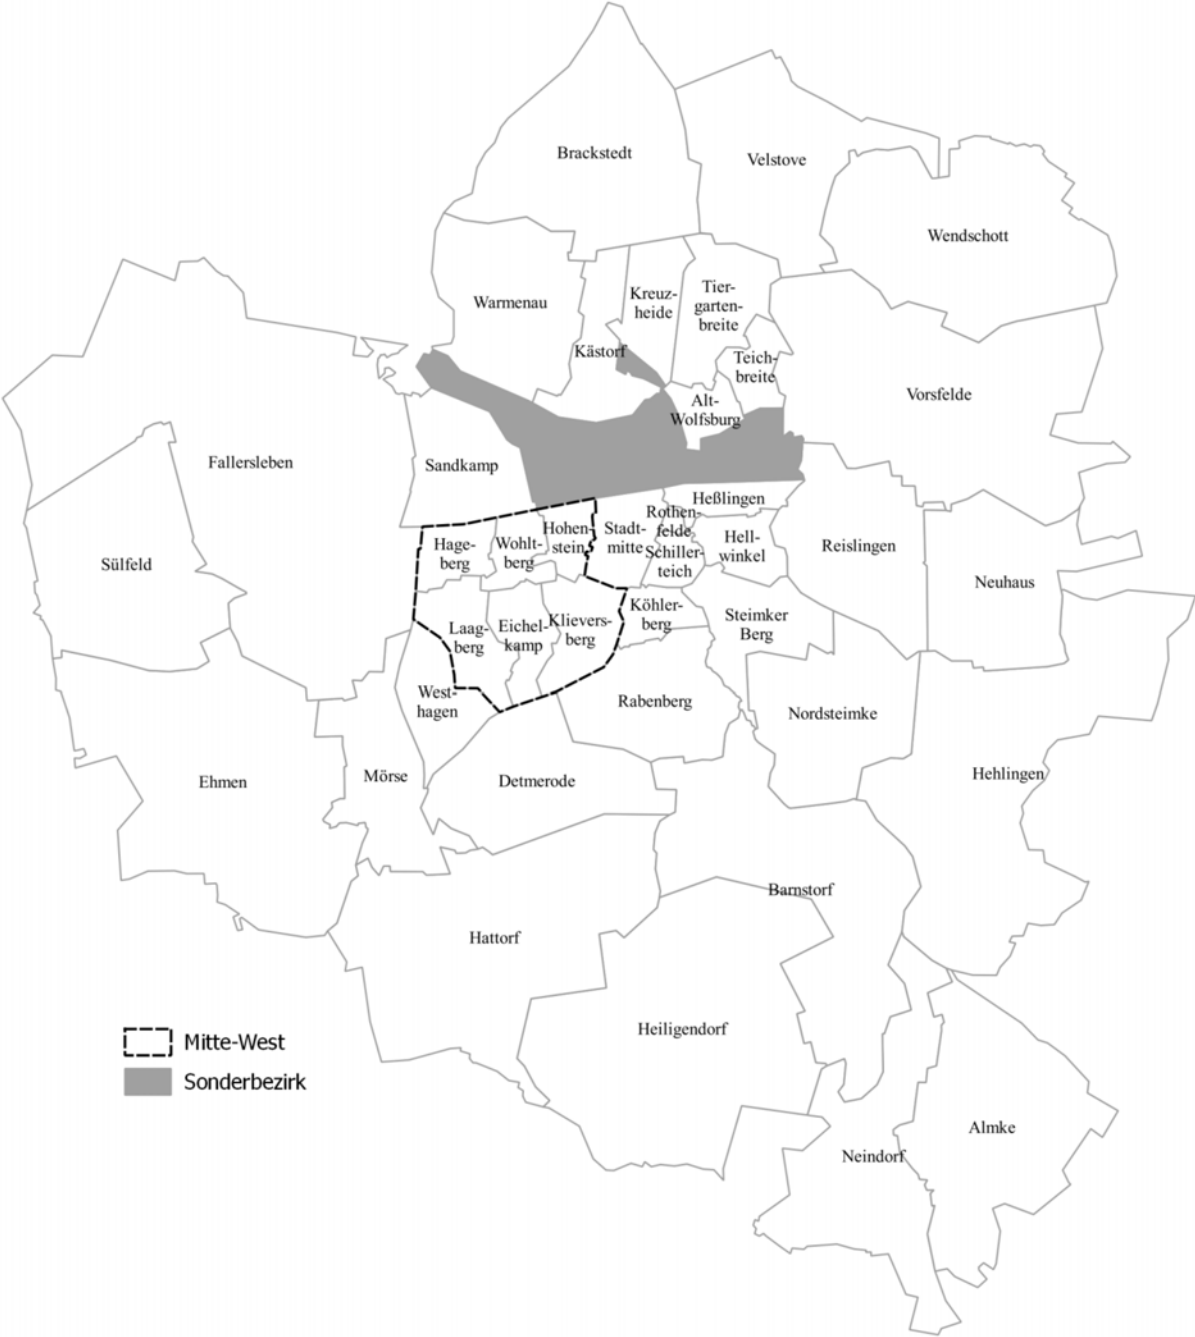 Brackstedt
Velstove
Wendschott
Warmenau
Kreuz-
heide
Tier-
garten-
breite
Kästorf
Teich-
breite
Alt-
Wolfsburg
Vorsfelde
Fallersleben
Sandkamp
Heßlingen
Sülfeld
Hage-
berg
Wohlt-
berg
Hohen-
stein
Stadt-
mitte
Rothen-
felde
Schiller-
teich
Hell-
winkel
Reislingen
Neuhaus
Laag-
berg
Eichel-
kamp
Klievers-
berg
Köhler-
berg
Steimker
Berg
West-
hagen
Rabenberg
Nordsteimke
Ehmen
Mörse
Detmerode
Hehlingen
Barnstorf
Hattorf
Heiligendorf
Almke
Neindorf
Mitte-West
Sonderbezirk